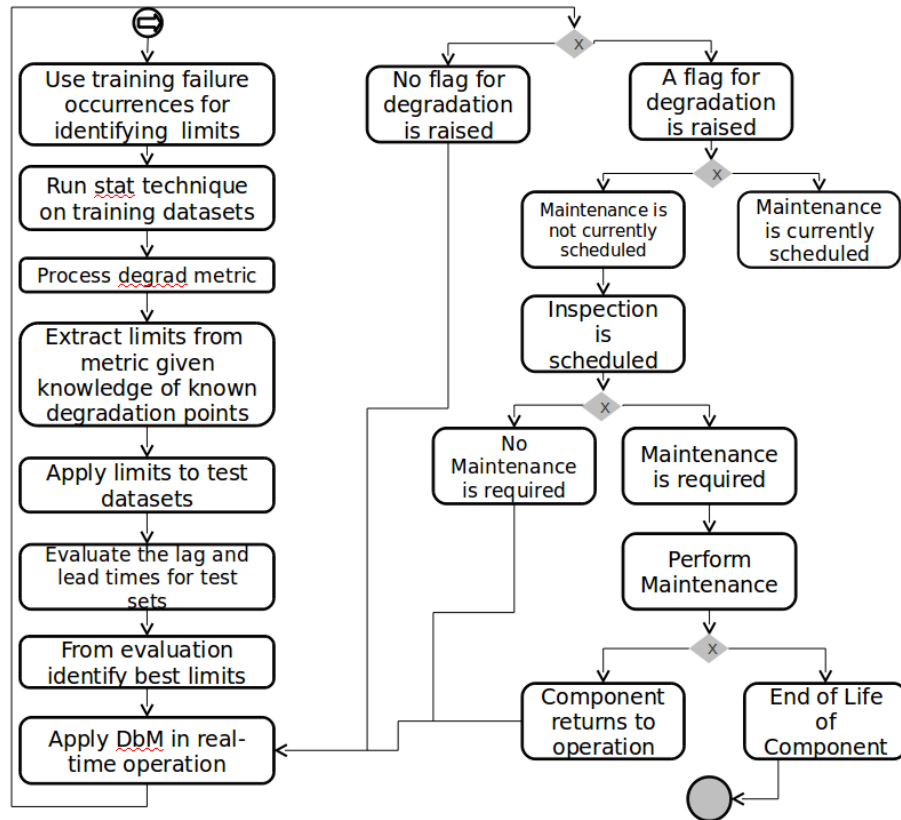 Use training failure
occurrences for
identifying limits
Run stat technique
on training datasets
Process degrad metric
Extract limits from
metric given
knowledge of known
degradation points
Apply limits to test
datasets
Evaluate the lag and
lead times for test
sets
From evaluation
identify best limits
Apply DbM in real-
time operation
X
No flag for
degradation
is raised
A flag for
degradation
is raised
X
Maintenance is
not currently
scheduled
Maintenance
is currently
scheduled
Inspection
is
scheduled
X
No
Maintenance
is required
Maintenance
is required
Perform
Maintenance
X
Component
returns to
operation
End of Life
of
Component